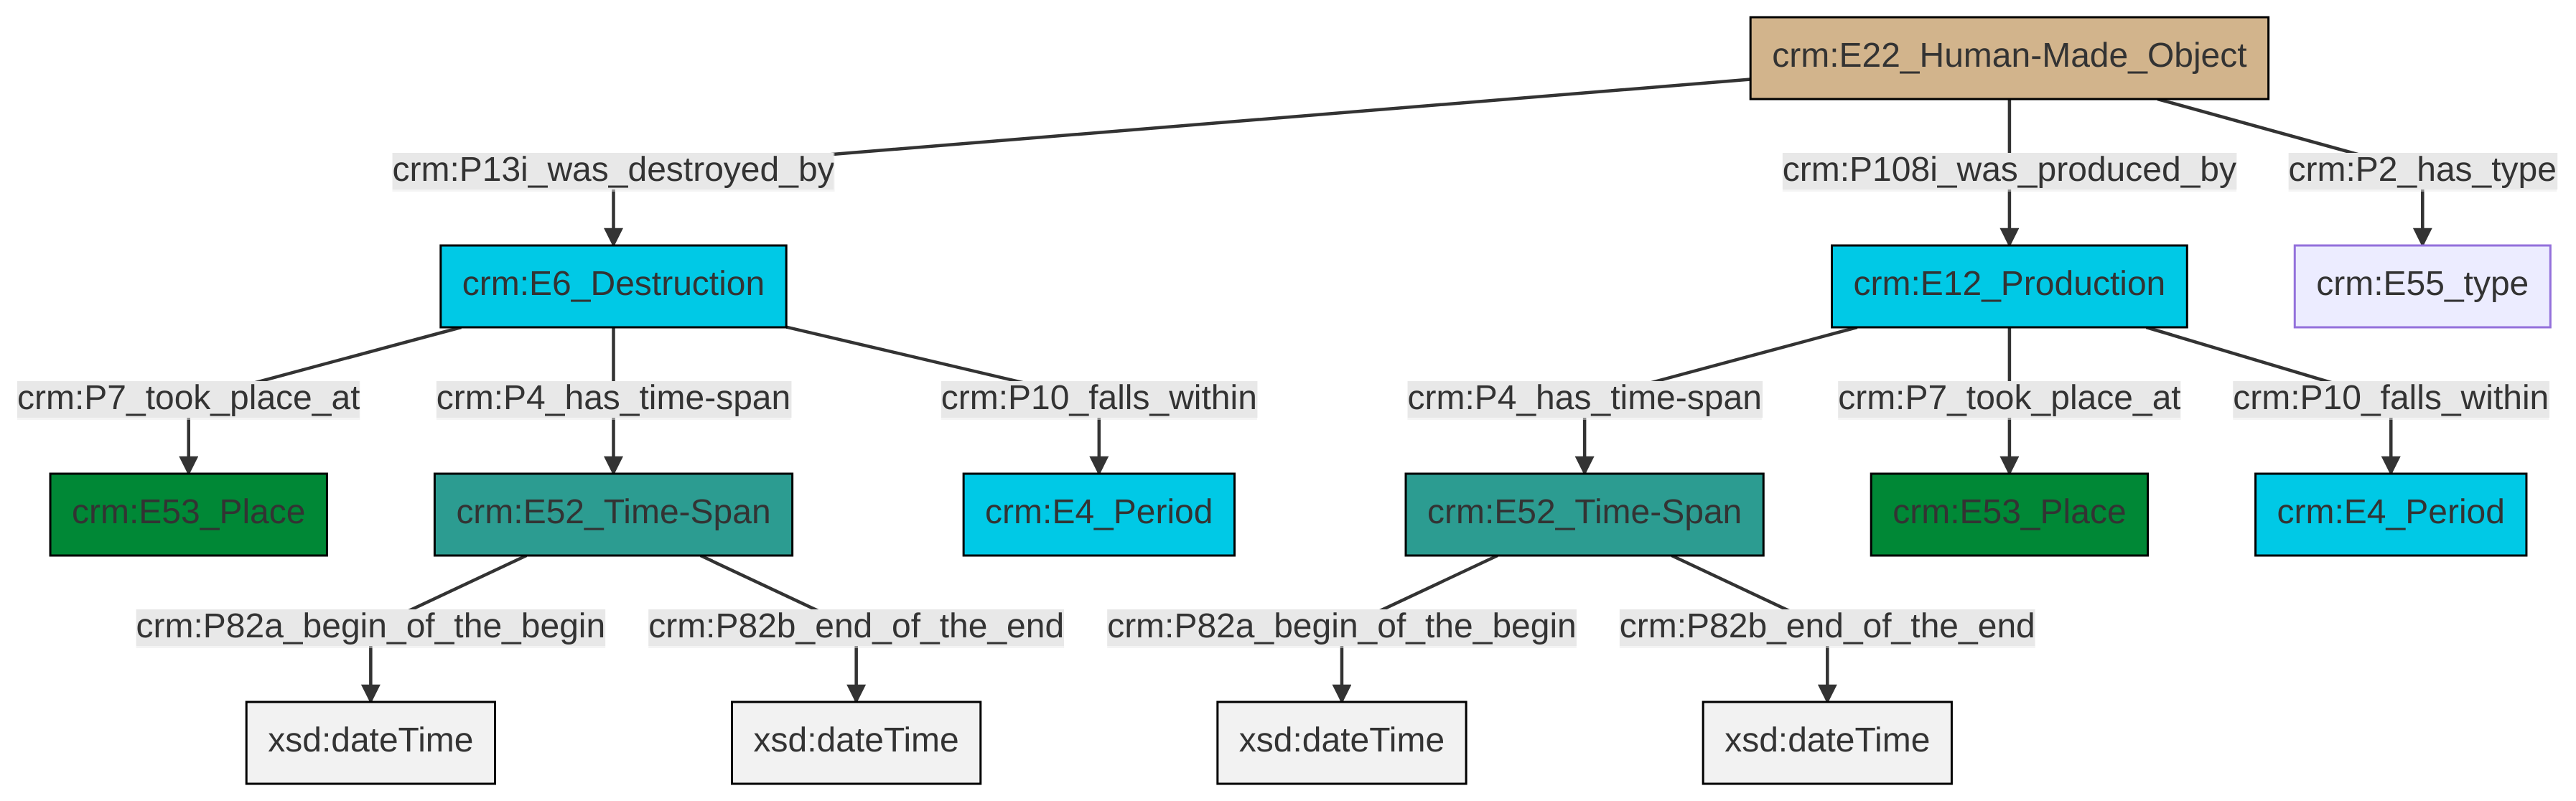 crm:E22_Human-Made_Object
crm:P13i_was_destroyed_by
crm:P108i_was_produced_by
crm:P2_has_type
crm:E6_Destruction
crm:E12_Production
crm:E55_type
crm:P7_took_place_at
crm:P4_has_time-span
crm:P10_falls_within
crm:P4_has_time-span
crm:P7_took_place_at
crm:P10_falls_within
crm:E53_Place
crm:E52_Time-Span
crm:E4_Period
crm:E52_Time-Span
crm:E53_Place
crm:E4_Period
crm:P82a_begin_of_the_begin
crm:P82b_end_of_the_end
crm:P82a_begin_of_the_begin
crm:P82b_end_of_the_end
xsd:dateTime
xsd:dateTime
xsd:dateTime
xsd:dateTime